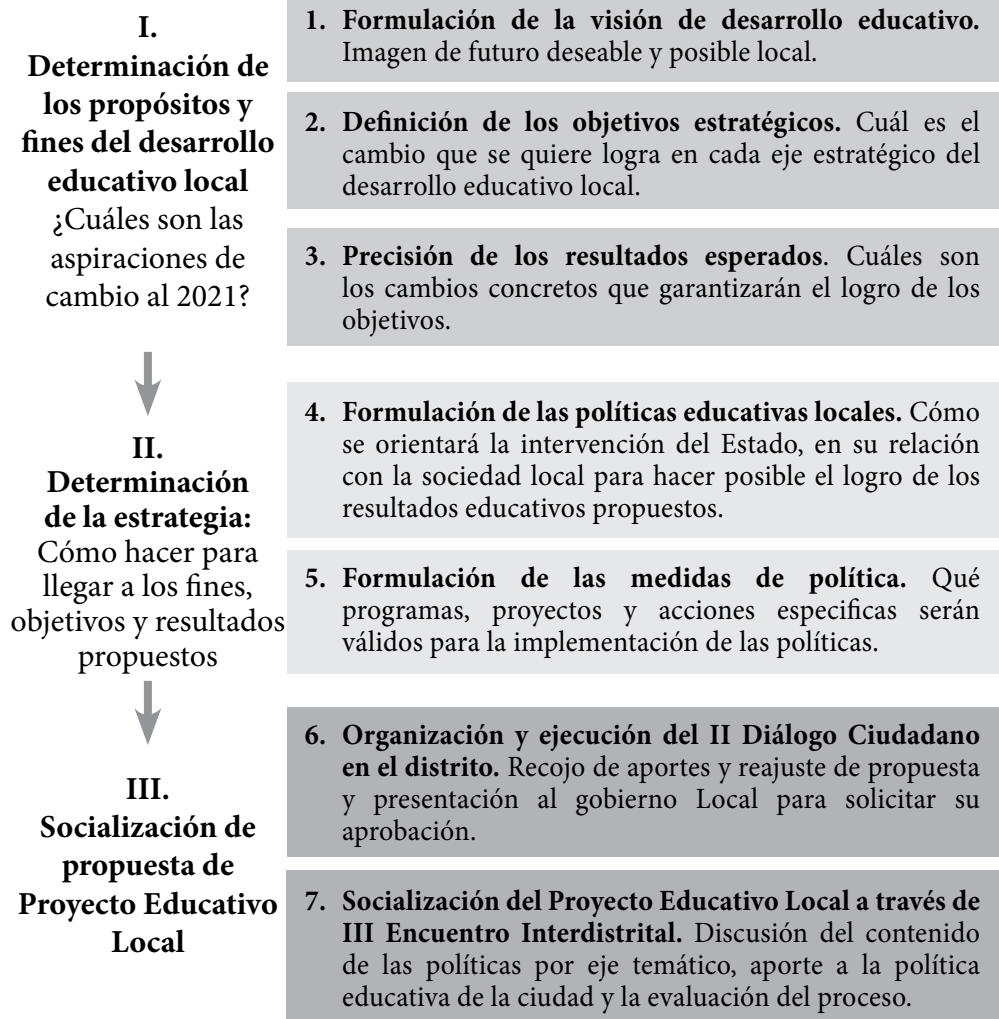 I.
Determinación de
los propósitos y
fines del desarrollo
educativo local
¿Cuáles son las
aspiraciones de
cambio al 2021?
1. Formulación de la visión de desarrollo educativo.
Imagen de futuro deseable y posible local.
2. Definición de los objetivos estratégicos. Cuál es el
cambio que se quiere logra en cada eje estratégico del
desarrollo educativo local.
3. Precisión de los resultados esperados. Cuáles son
los cambios concretos que garantizarán el logro de los
objetivos.
II.
Determinación
de la estrategia:
Cómo hacer para
llegar a los fines,
objetivos y resultados
propuestos
4. Formulación de las políticas educativas locales. Cómo
se orientará la intervención del Estado, en su relación
con la sociedad local para hacer posible el logro de los
resultados educativos propuestos.
5. Formulación de las medidas de política. Qué
programas, proyectos y acciones especificas serán
válidos para la implementación de las políticas.
III.
Socialización de
propuesta de
Proyecto Educativo
Local
6. Organización y ejecución del II Diálogo Ciudadano
en el distrito. Recojo de aportes y reajuste de propuesta
y presentación al gobierno Local para solicitar su
aprobación.
7. Socialización del Proyecto Educativo Local a través de
III Encuentro Interdistrital. Discusión del contenido
de las políticas por eje temático, aporte a la política
educativa de la ciudad y la evaluación del proceso.